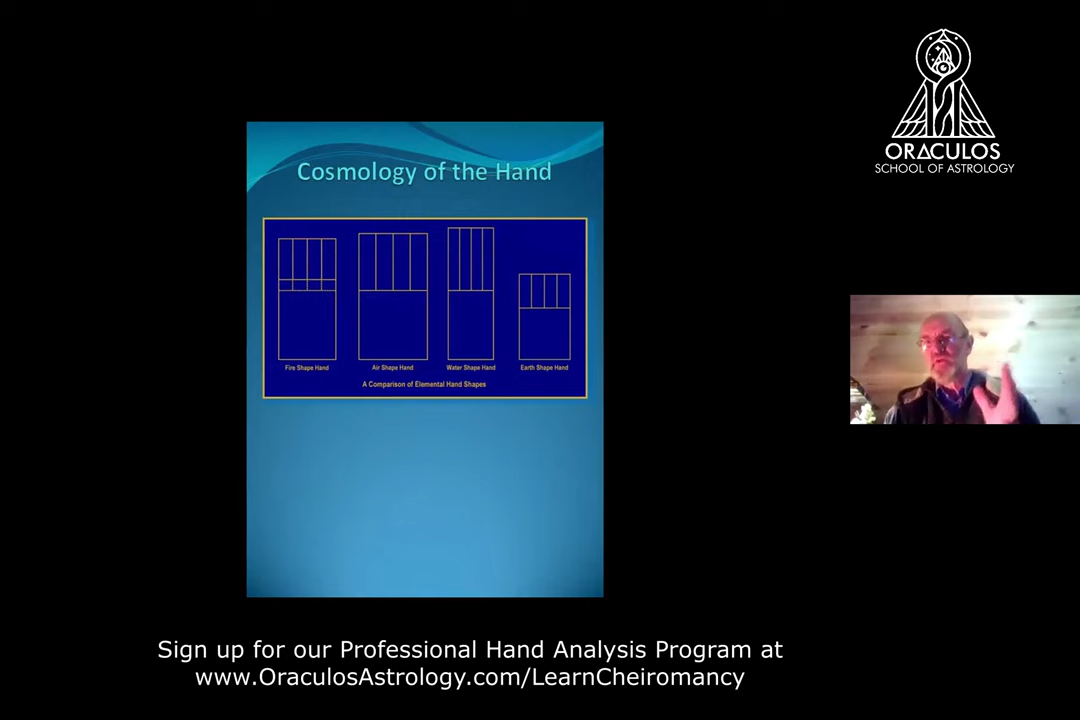 ORACULOS
SCHOOL OF ASTROLOGY
Cosmology of the Hand
Fire Shape Hand
Air Shape Hand
Water Shape Hand
Earth Shape Hand
A Comparison of Elemental Hand Shapes
Sign up for our Professional Hand Analysis Program at
www.OraculosAstrology.com/LearnCheiromancy